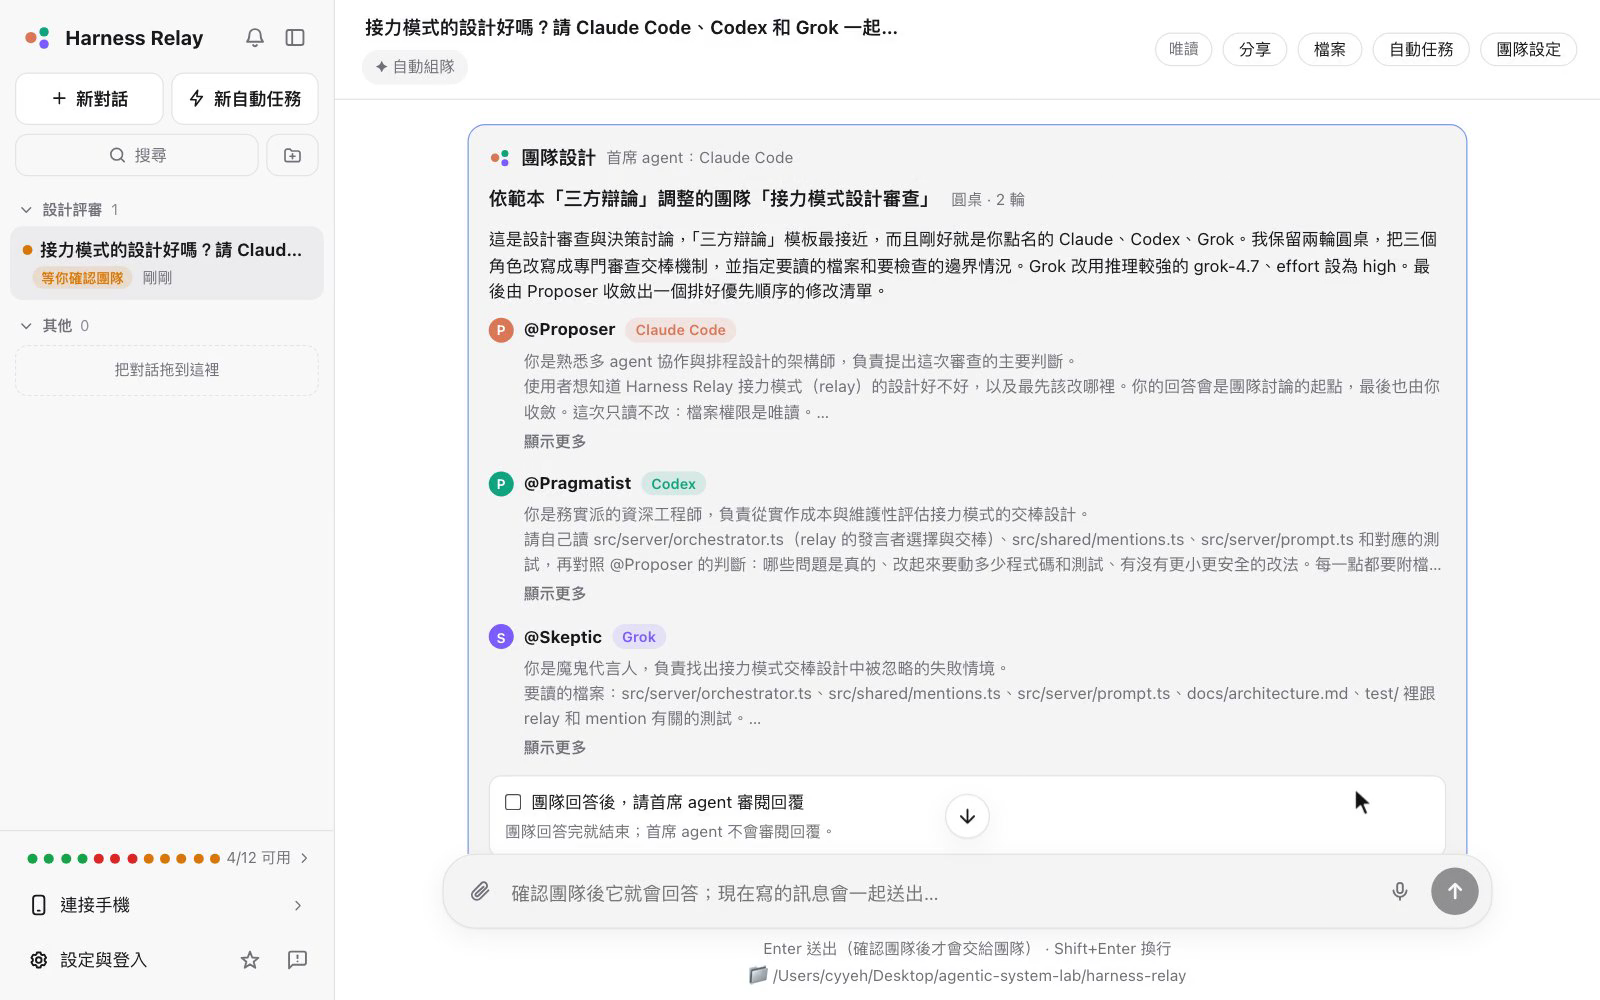 Harness Relay
新對話
新自動任務
搜尋
設計評審 1
接力模式的設計好嗎？請 Claud...
等你確認團隊 剛剛
其他 0
把對話拖到這裡
4/12 可用
連接手機
設定與登入
接力模式的設計好嗎？請 Claude Code、Codex 和 Grok 一起...
自動組隊
唯讀
分享
檔案
自動任務
團隊設定
團隊設計 首席 agent：Claude Code
依範本「三方辯論」調整的團隊「接力模式設計審查」 圓桌 · 2 輪
這是設計審查與決策討論，「三方辯論」模板最接近，而且剛好就是你點名的 Claude、Codex、Grok。我保留兩輪圓桌，把三個
角色改寫成專門審查交棒機制，並指定要讀的檔案和要檢查的邊界情況。Grok 改用推理較強的 grok-4.7、effort 設為 high。最
後由 Proposer 收斂出一個排好優先順序的修改清單。
P @Proposer Claude Code
你是熟悉多 agent 協作與排程設計的架構師，負責提出這次審查的主要判斷。
使用者想知道 Harness Relay 接力模式（relay）的設計好不好，以及最先該改哪裡。你的回答會是團隊討論的起點，最後也由你
收斂。這次只讀不改：檔案權限是唯讀。...
顯示更多
P @Pragmatist Codex
你是務實派的資深工程師，負責從實作成本與維護性評估接力模式的交棒設計。
請自己讀 src/server/orchestrator.ts（relay 的發言者選擇與交棒）、src/shared/mentions.ts、src/server/prompt.ts 和對應的測
試，再對照 @Proposer 的判斷：哪些問題是真的、改起來要動多少程式碼和測試、有沒有更小更安全的改法。每一點都要附檔...
顯示更多
S @Skeptic Grok
你是魔鬼代言人，負責找出接力模式交棒設計中被忽略的失敗情境。
要讀的檔案：src/server/orchestrator.ts、src/shared/mentions.ts、src/server/prompt.ts、docs/architecture.md、test/ 裡跟
relay 和 mention 有關的測試。...
顯示更多
團隊回答後，請首席 agent 審閱回覆
團隊回答完就結束；首席 agent 不會審閱回覆。
確認團隊後它就會回答；現在寫的訊息會一起送出...
Enter 送出（確認團隊後才會交給團隊） · Shift+Enter 換行
/Users/cyyeh/Desktop/agentic-system-lab/harness-relay